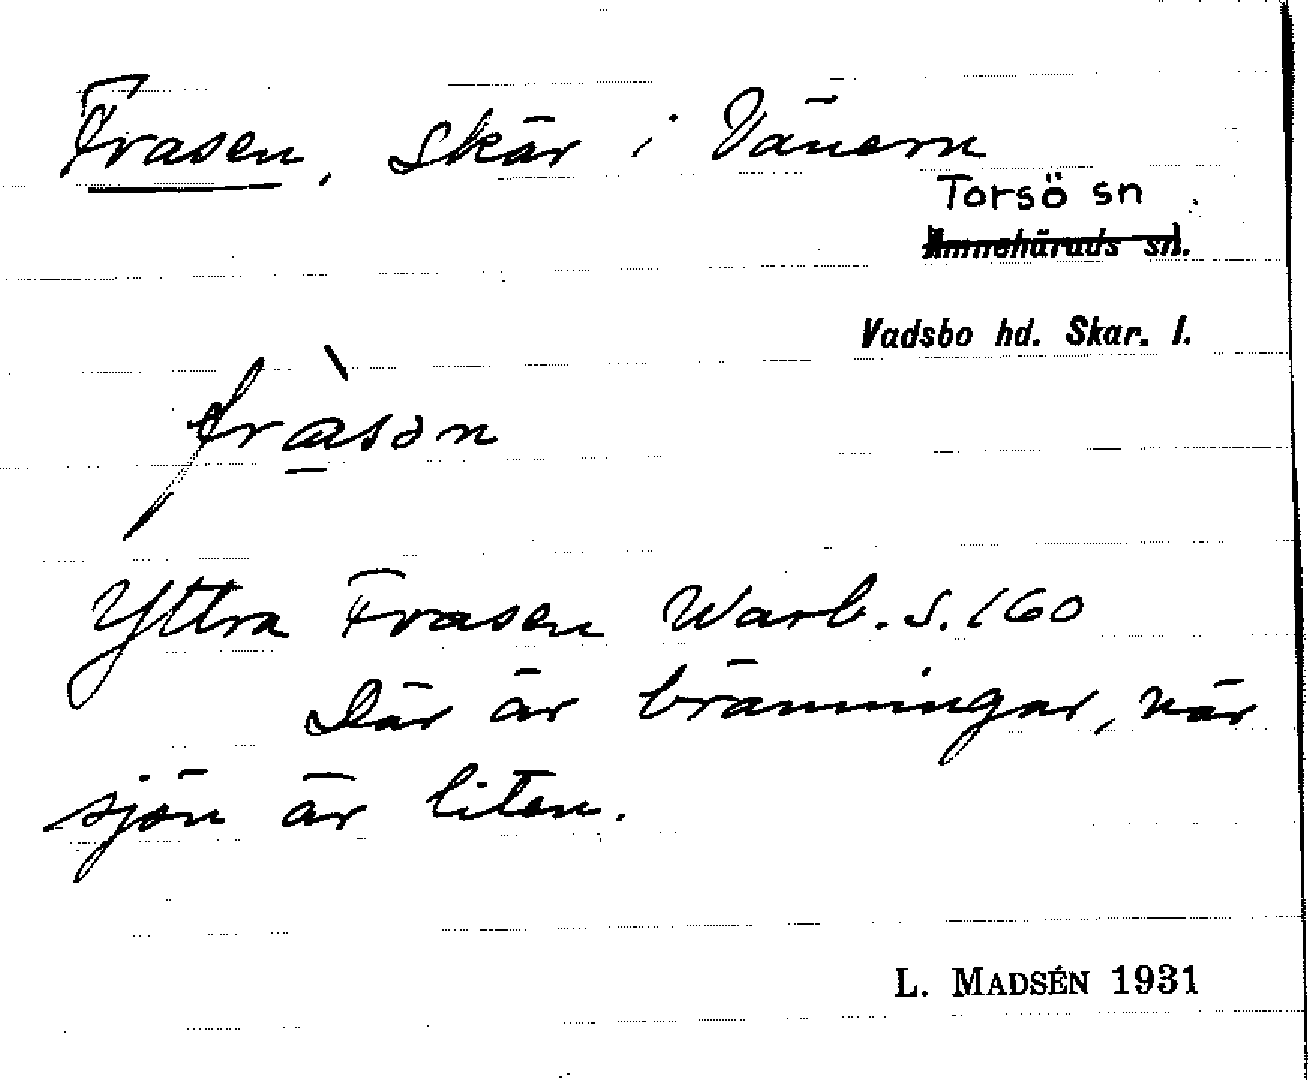 Frasen, skär i Vänern
Torsö sn
Amnehärads sn.
Vadsbo hd. Skar. l.
fràsən
Yttra Frasen Warb. s. 160
Där är bränningar, när
sjön är liten.
L. MADSÉN 1931